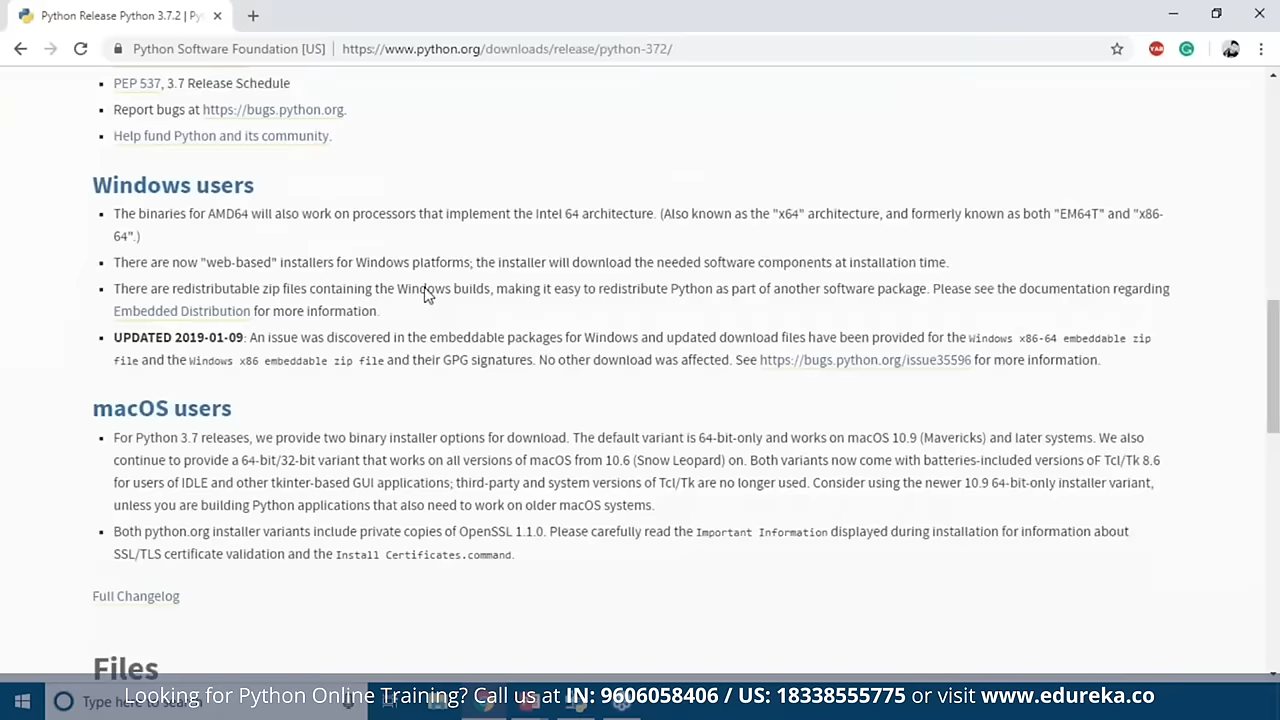 Python Release Python 3.7.2 | Py
Python Software Foundation [US] | https://www.python.org/downloads/release/python-372/
PEP 537, 3.7 Release Schedule
Report bugs at https://bugs.python.org.
Help fund Python and its community.
Windows users
The binaries for AMD64 will also work on processors that implement the Intel 64 architecture. (Also known as the "x64" architecture, and formerly known as both "EM64T" and "x86-
64".)
There are now "web-based" installers for Windows platforms; the installer will download the needed software components at installation time.
There are redistributable zip files containing the Windows builds, making it easy to redistribute Python as part of another software package. Please see the documentation regarding
Embedded Distribution for more information.
UPDATED 2019-01-09: An issue was discovered in the embeddable packages for Windows and updated download files have been provided for the Windows x86-64 embeddable zip
file and the Windows x86 embeddable zip file and their GPG signatures. No other download was affected. See https://bugs.python.org/issue35596 for more information.
macOS users
For Python 3.7 releases, we provide two binary installer options for download. The default variant is 64-bit-only and works on macOS 10.9 (Mavericks) and later systems. We also
continue to provide a 64-bit/32-bit variant that works on all versions of macOS from 10.6 (Snow Leopard) on. Both variants now come with batteries-included versions oF Tcl/Tk 8.6
for users of IDLE and other tkinter-based GUI applications; third-party and system versions of Tcl/Tk are no longer used. Consider using the newer 10.9 64-bit-only installer variant,
unless you are building Python applications that also need to work on older macOS systems.
Both python.org installer variants include private copies of OpenSSL 1.1.0. Please carefully read the Important Information displayed during installation for information about
SSL/TLS certificate validation and the Install Certificates.command.
Full Changelog
Files
Type here to search
Looking for Python Online Training? Call us at IN: 9606058406 / US: 18338555775 or visit www.edureka.co